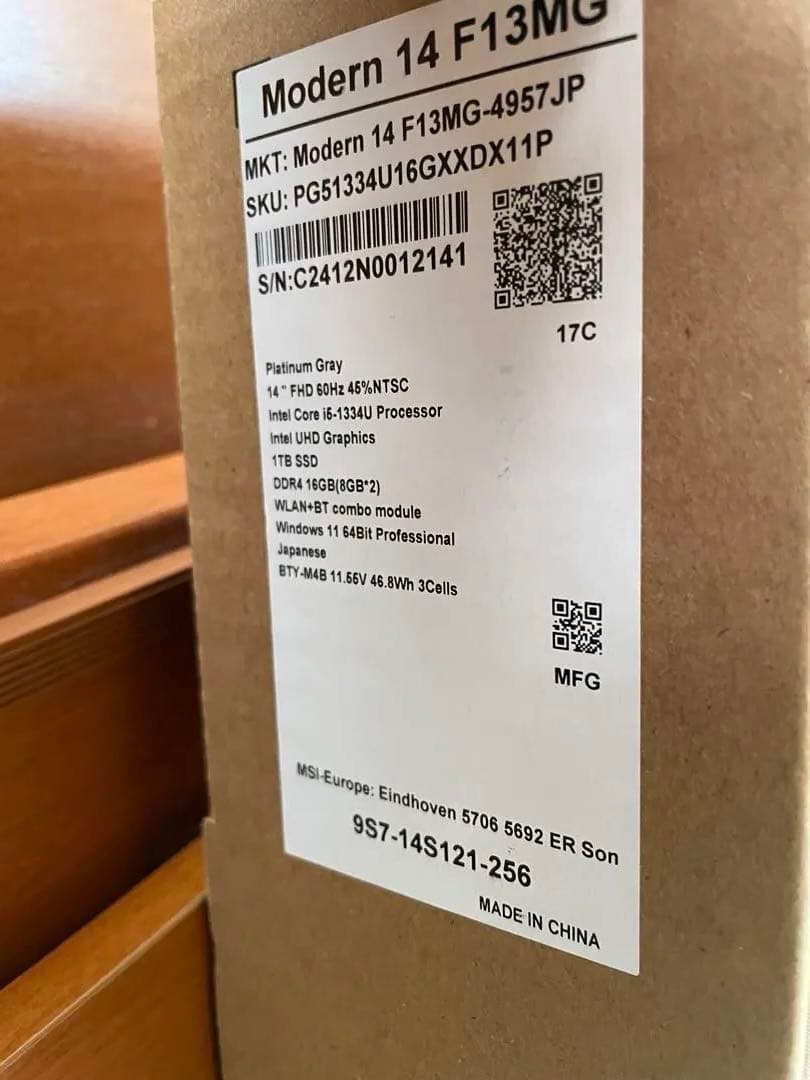 Modern 14 F13MG
MKT: Modern 14 F13MG-4957JP
SKU: PG51334U16GXXDX11P
S/N:C2412N0012141
17C
Platinum Gray
14 " FHD 60Hz 45%NTSC
Intel Core i5-1334U Processor
Intel UHD Graphics
1TB SSD
DDR4 16GB(8GB*2)
WLAN+BT combo module
Windows 11 64Bit Professional
Japanese
BTY-M4B 11.55V 46.8Wh 3Cells
MFG
MSI-Europe: Eindhoven 5706 5692 ER Son
9S7-14S121-256
MADE IN CHINA